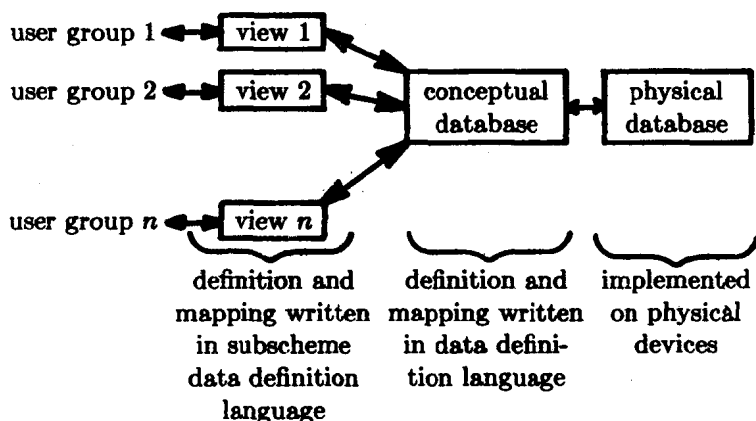 user group 1
view 1
user group 2
view 2
conceptual
database
physical
database
user group n
view n
definition and
mapping written
in subscheme
data definition
language
definition and
mapping written
in data defini-
tion language
implemented
on physical
devices